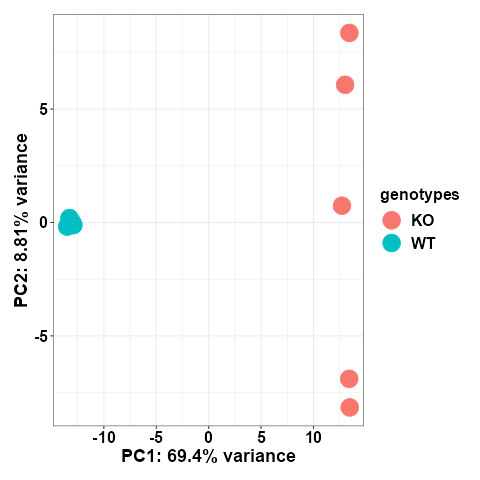 5
0
-5
PC2: 8.81% variance
-10 -5 0 5 10
PC1: 69.4% variance
genotypes
KO
WT